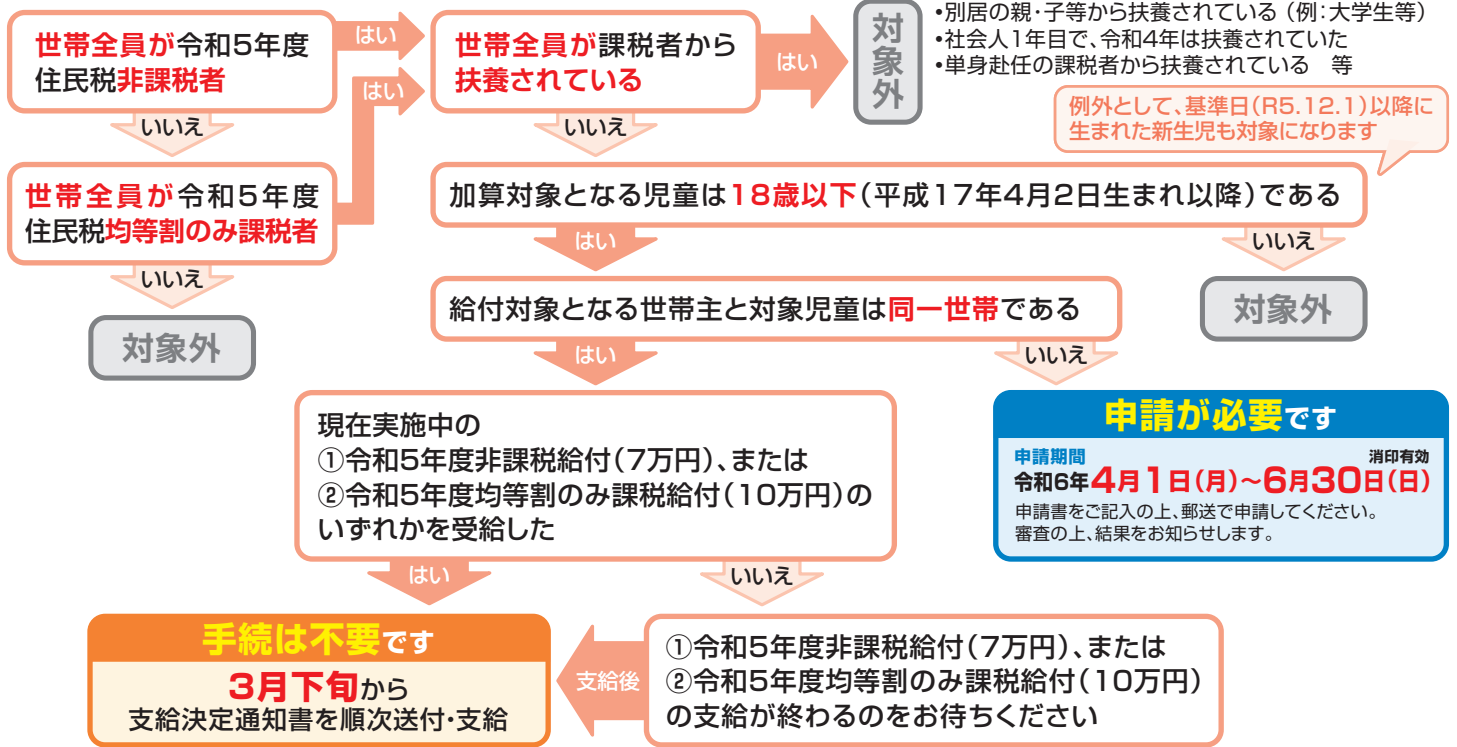 世帯全員が令和5年度
住民税非課税者
はい
世帯全員が課税者から
扶養されている
はい
対象外
•別居の親・子等から扶養されている（例：大学生等）
•社会人1年目で、令和4年は扶養されていた
•単身赴任の課税者から扶養されている　等
はい
いいえ
いいえ
例外として、基準日（R5.12.1）以降に
生まれた新生児も対象になります
世帯全員が令和5年度
住民税均等割のみ課税者
加算対象となる児童は18歳以下（平成17年4月2日生まれ以降）である
いいえ
はい
いいえ
対象外
給付対象となる世帯主と対象児童は同一世帯である
対象外
はい
いいえ
現在実施中の
①令和5年度非課税給付（7万円）、または
②令和5年度均等割のみ課税給付（10万円）の
いずれかを受給した
申請が必要です
申請期間
消印有効
令和6年4月1日（月）～6月30日（日）
申請書をご記入の上、郵送で申請してください。
審査の上、結果をお知らせします。
はい
いいえ
手続は不要です
3月下旬から
支給決定通知書を順次送付・支給
支給後
①令和5年度非課税給付（7万円）、または
②令和5年度均等割のみ課税給付（10万円）
の支給が終わるのをお待ちください